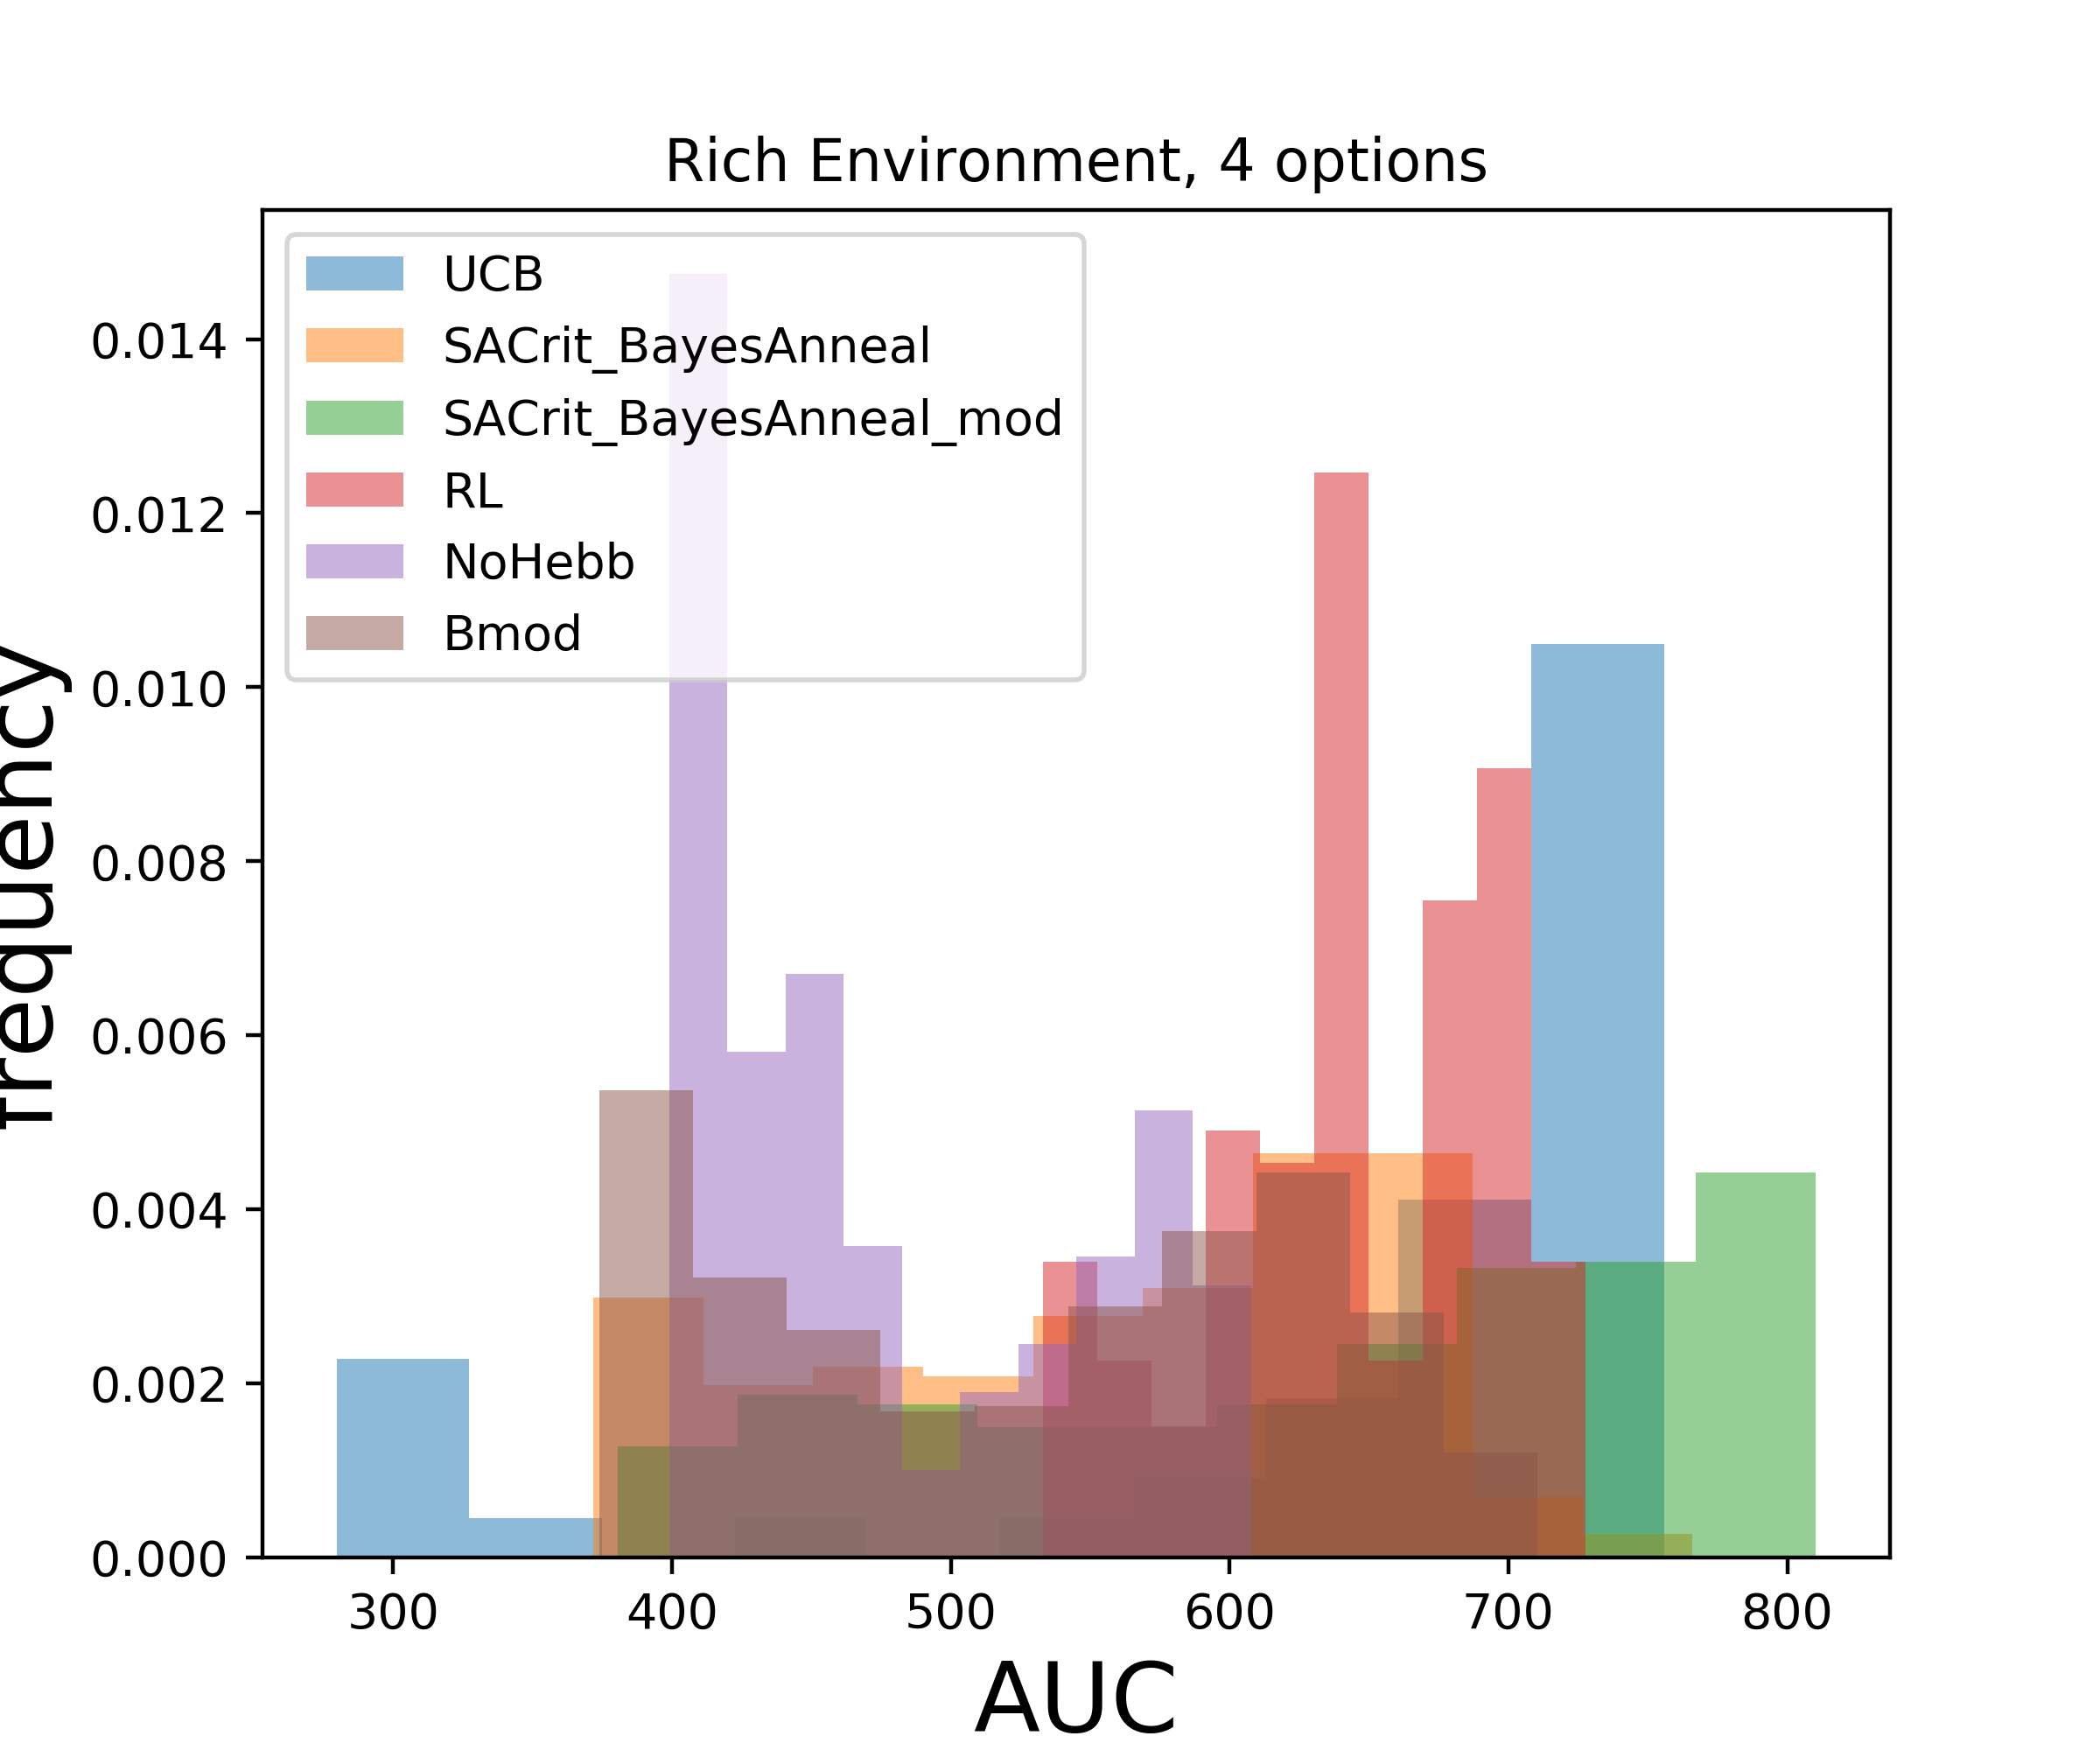 Rich Environment, 4 options
UCB
SACrit_BayesAnneal
SACrit_BayesAnneal_mod
RL
NoHebb
Bmod
frequency
0.014
0.012
0.010
0.008
0.006
0.004
0.002
0.000
300 400 500 600 700 800
AUC